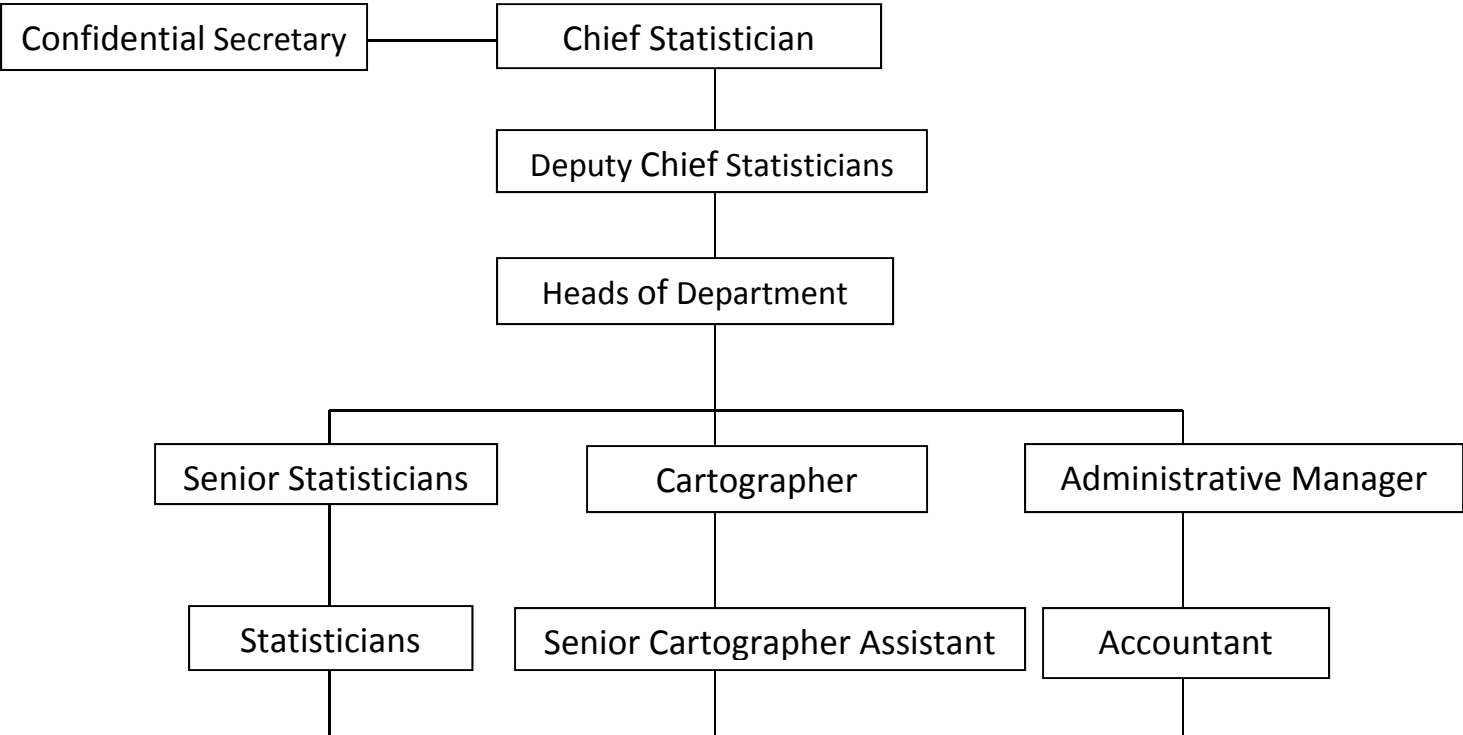 Confidential Secretary
Chief Statistician
Deputy Chief Statisticians
Heads of Department
Senior Statisticians
Cartographer
Administrative Manager
Statisticians
Senior Cartographer Assistant
Accountant